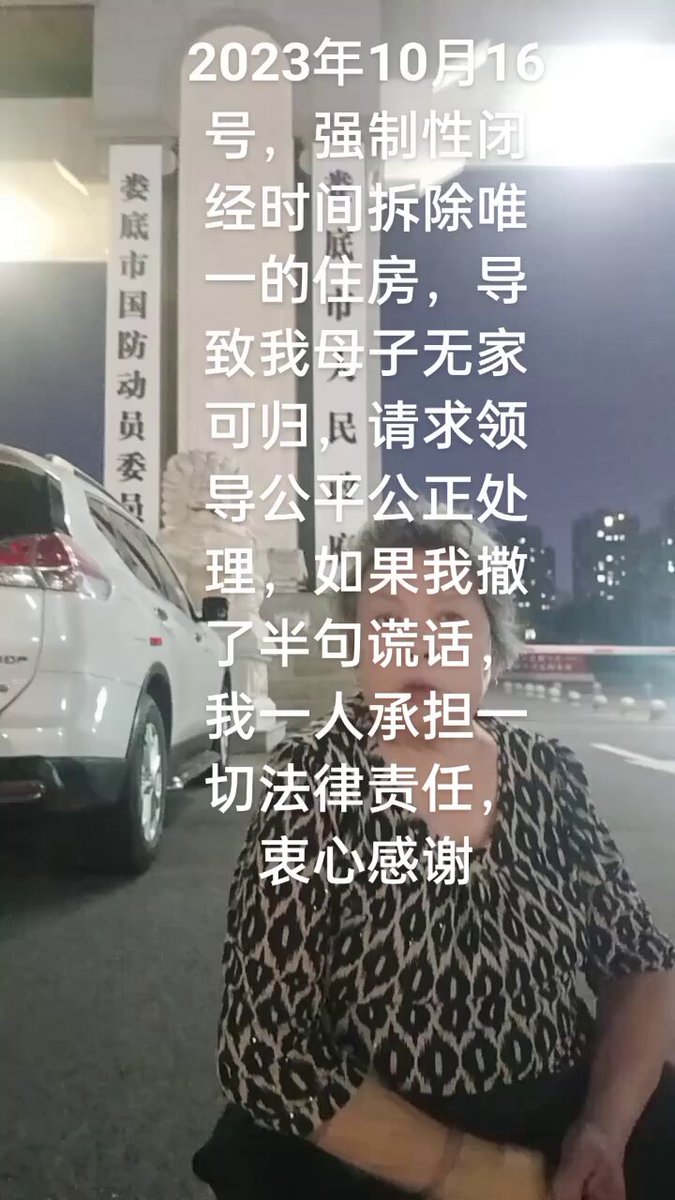 2023年10月16
号，强制性闭
经时间拆除唯
一的住房，导
致我母子无家
可归，请求领
导公平公正处
理，如果我撒
了半句谎话，
我一人承担一
切法律责任，
衷心感谢
娄底市国防动员委员
娄底市人民政府